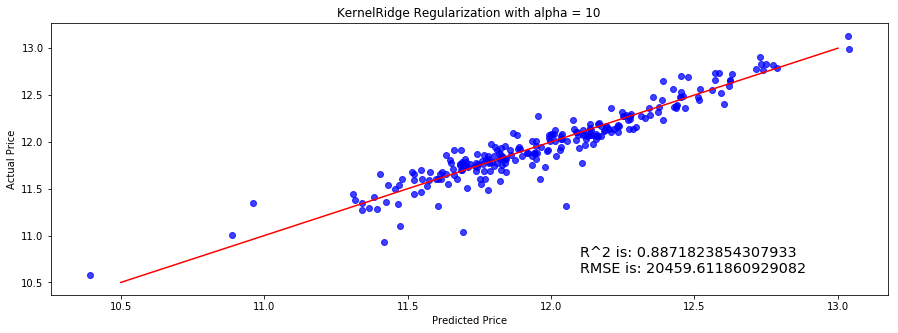 KernelRidge Regularization with alpha = 10
13.0
12.5
12.0
11.5
11.0
10.5
Actual Price
R^2 is: 0.8871823854307933
RMSE is: 20459.611860929082
10.5 11.0 11.5 12.0 12.5 13.0
Predicted Price